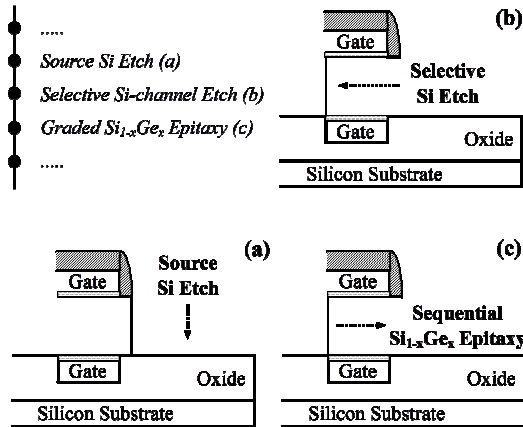 .....
Source Si Etch (a)
Selective Si-channel Etch (b)
Graded Si1-xGex Epitaxy (c)
.....
(b)
Gate
Selective
Si Etch
Gate
Oxide
Silicon Substrate
(a)
Gate
Source
Si Etch
Gate
Oxide
Silicon Substrate
(c)
Gate
Sequential
Si1-xGex Epitaxy
Gate
Oxide
Silicon Substrate